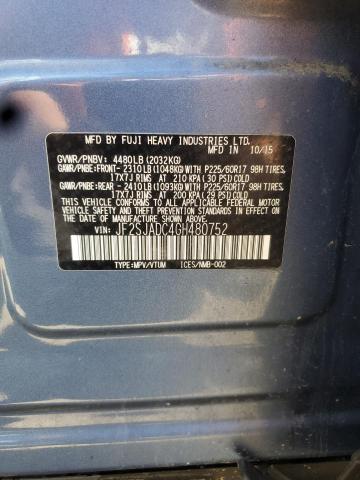 MFD BY FUJI HEAVY INDUSTRIES LTD.
MFD IN 10/15
GVWR/PNBV: 4480LB(2032KG)
GAWR/PNBE:FRONT- 2310LB(1048KG)WITH P225/60R17 98H TIRES,
17X7J RIMS AT 210 KPA(30 PSI)COLD
GAWR/PNBE:REAR - 2410LB(1093KG)WITH P225/60R17 98H TIRES,
17X7J RIMS AT 200 KPA(29 PSI)COLD
THIS VEHICLE CONFORMS TO ALL
APPLICABLE FEDERAL MOTOR VEHICLE SAFETY,
BUMPER, AND THEFT PREVENTION STANDARDS
IN EFFECT ON THE DATE OF MANUFACTURE
SHOWN ABOVE.
VIN: JF2SJADC4GH480752
TYPE:MPV/VTUM ICES/NMB-002